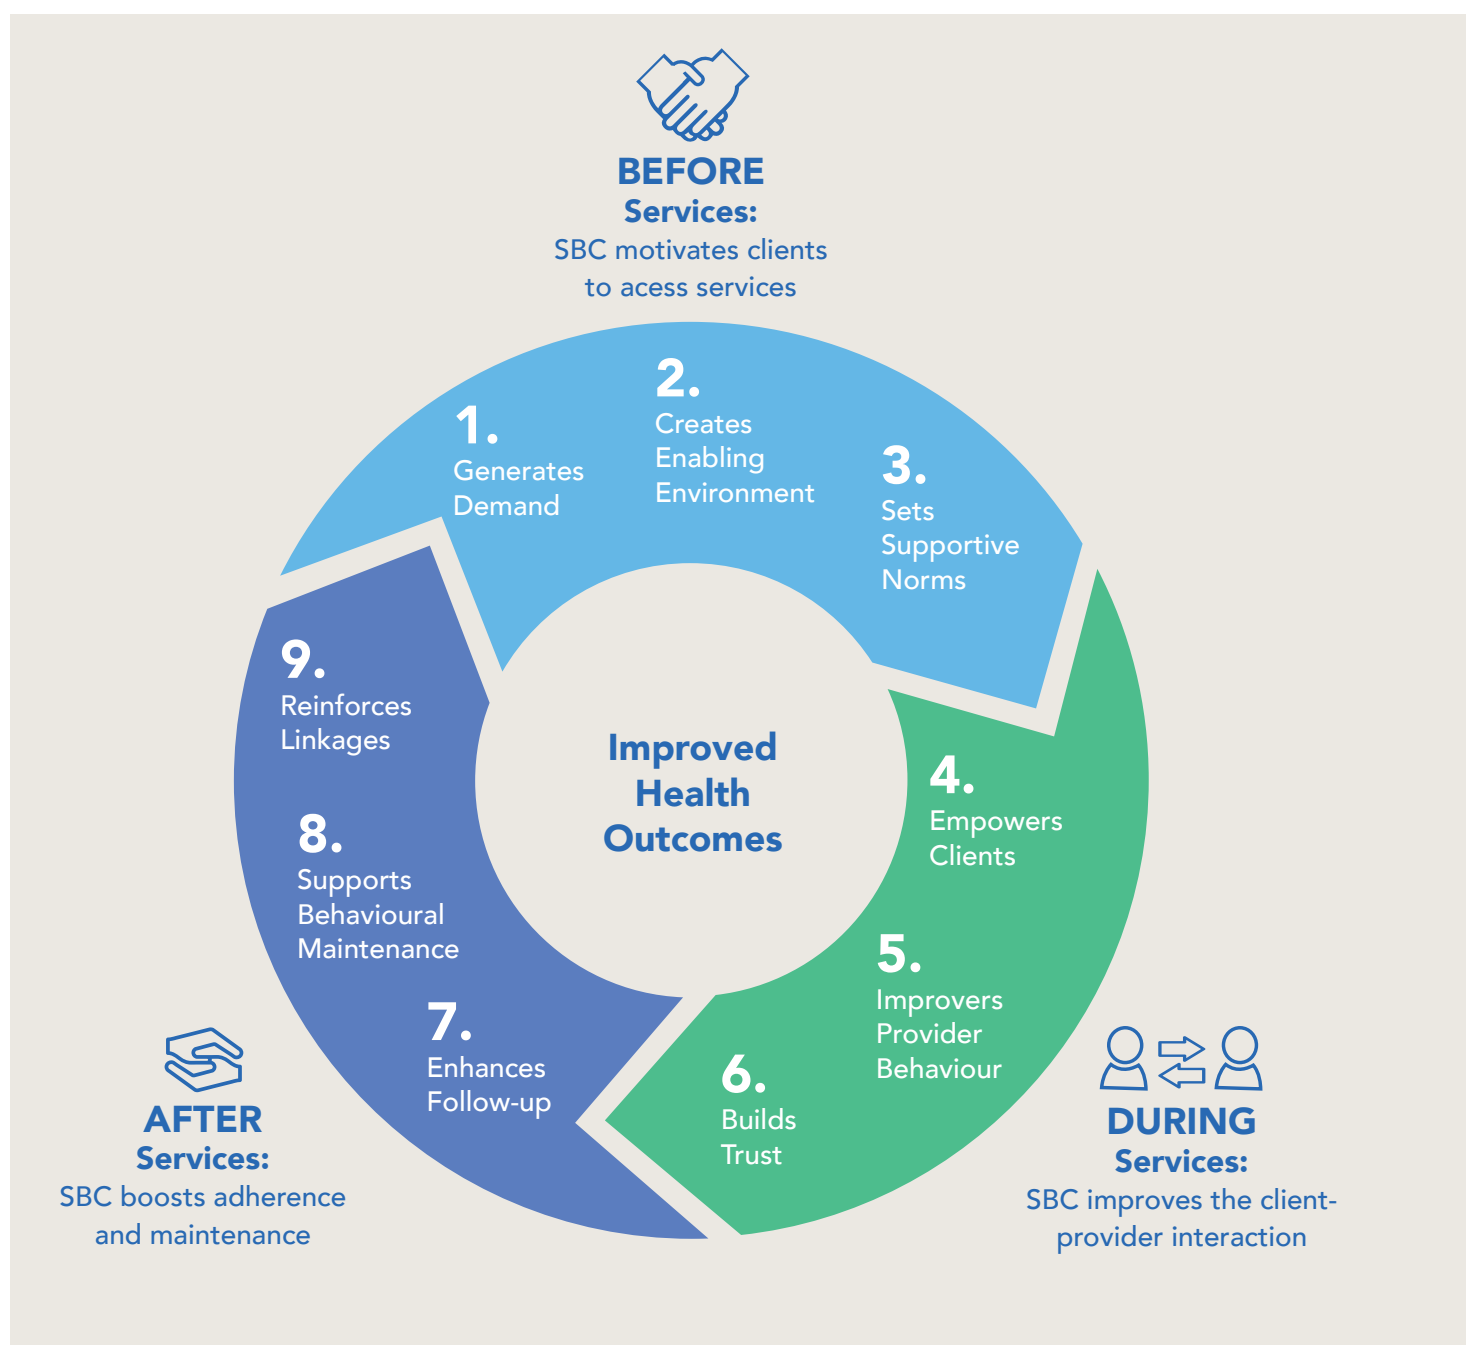 BEFORE
Services:
SBC motivates clients
to acess services
1.
Generates
Demand
2.
Creates
Enabling
Environment
3.
Sets
Supportive
Norms
4.
Empowers
Clients
5.
Improvers
Provider
Behaviour
6.
Builds
Trust
7.
Enhances
Follow-up
8.
Supports
Behavioural
Maintenance
9.
Reinforces
Linkages
Improved
Health
Outcomes
AFTER
Services:
SBC boosts adherence
and maintenance
DURING
Services:
SBC improves the client-
provider interaction